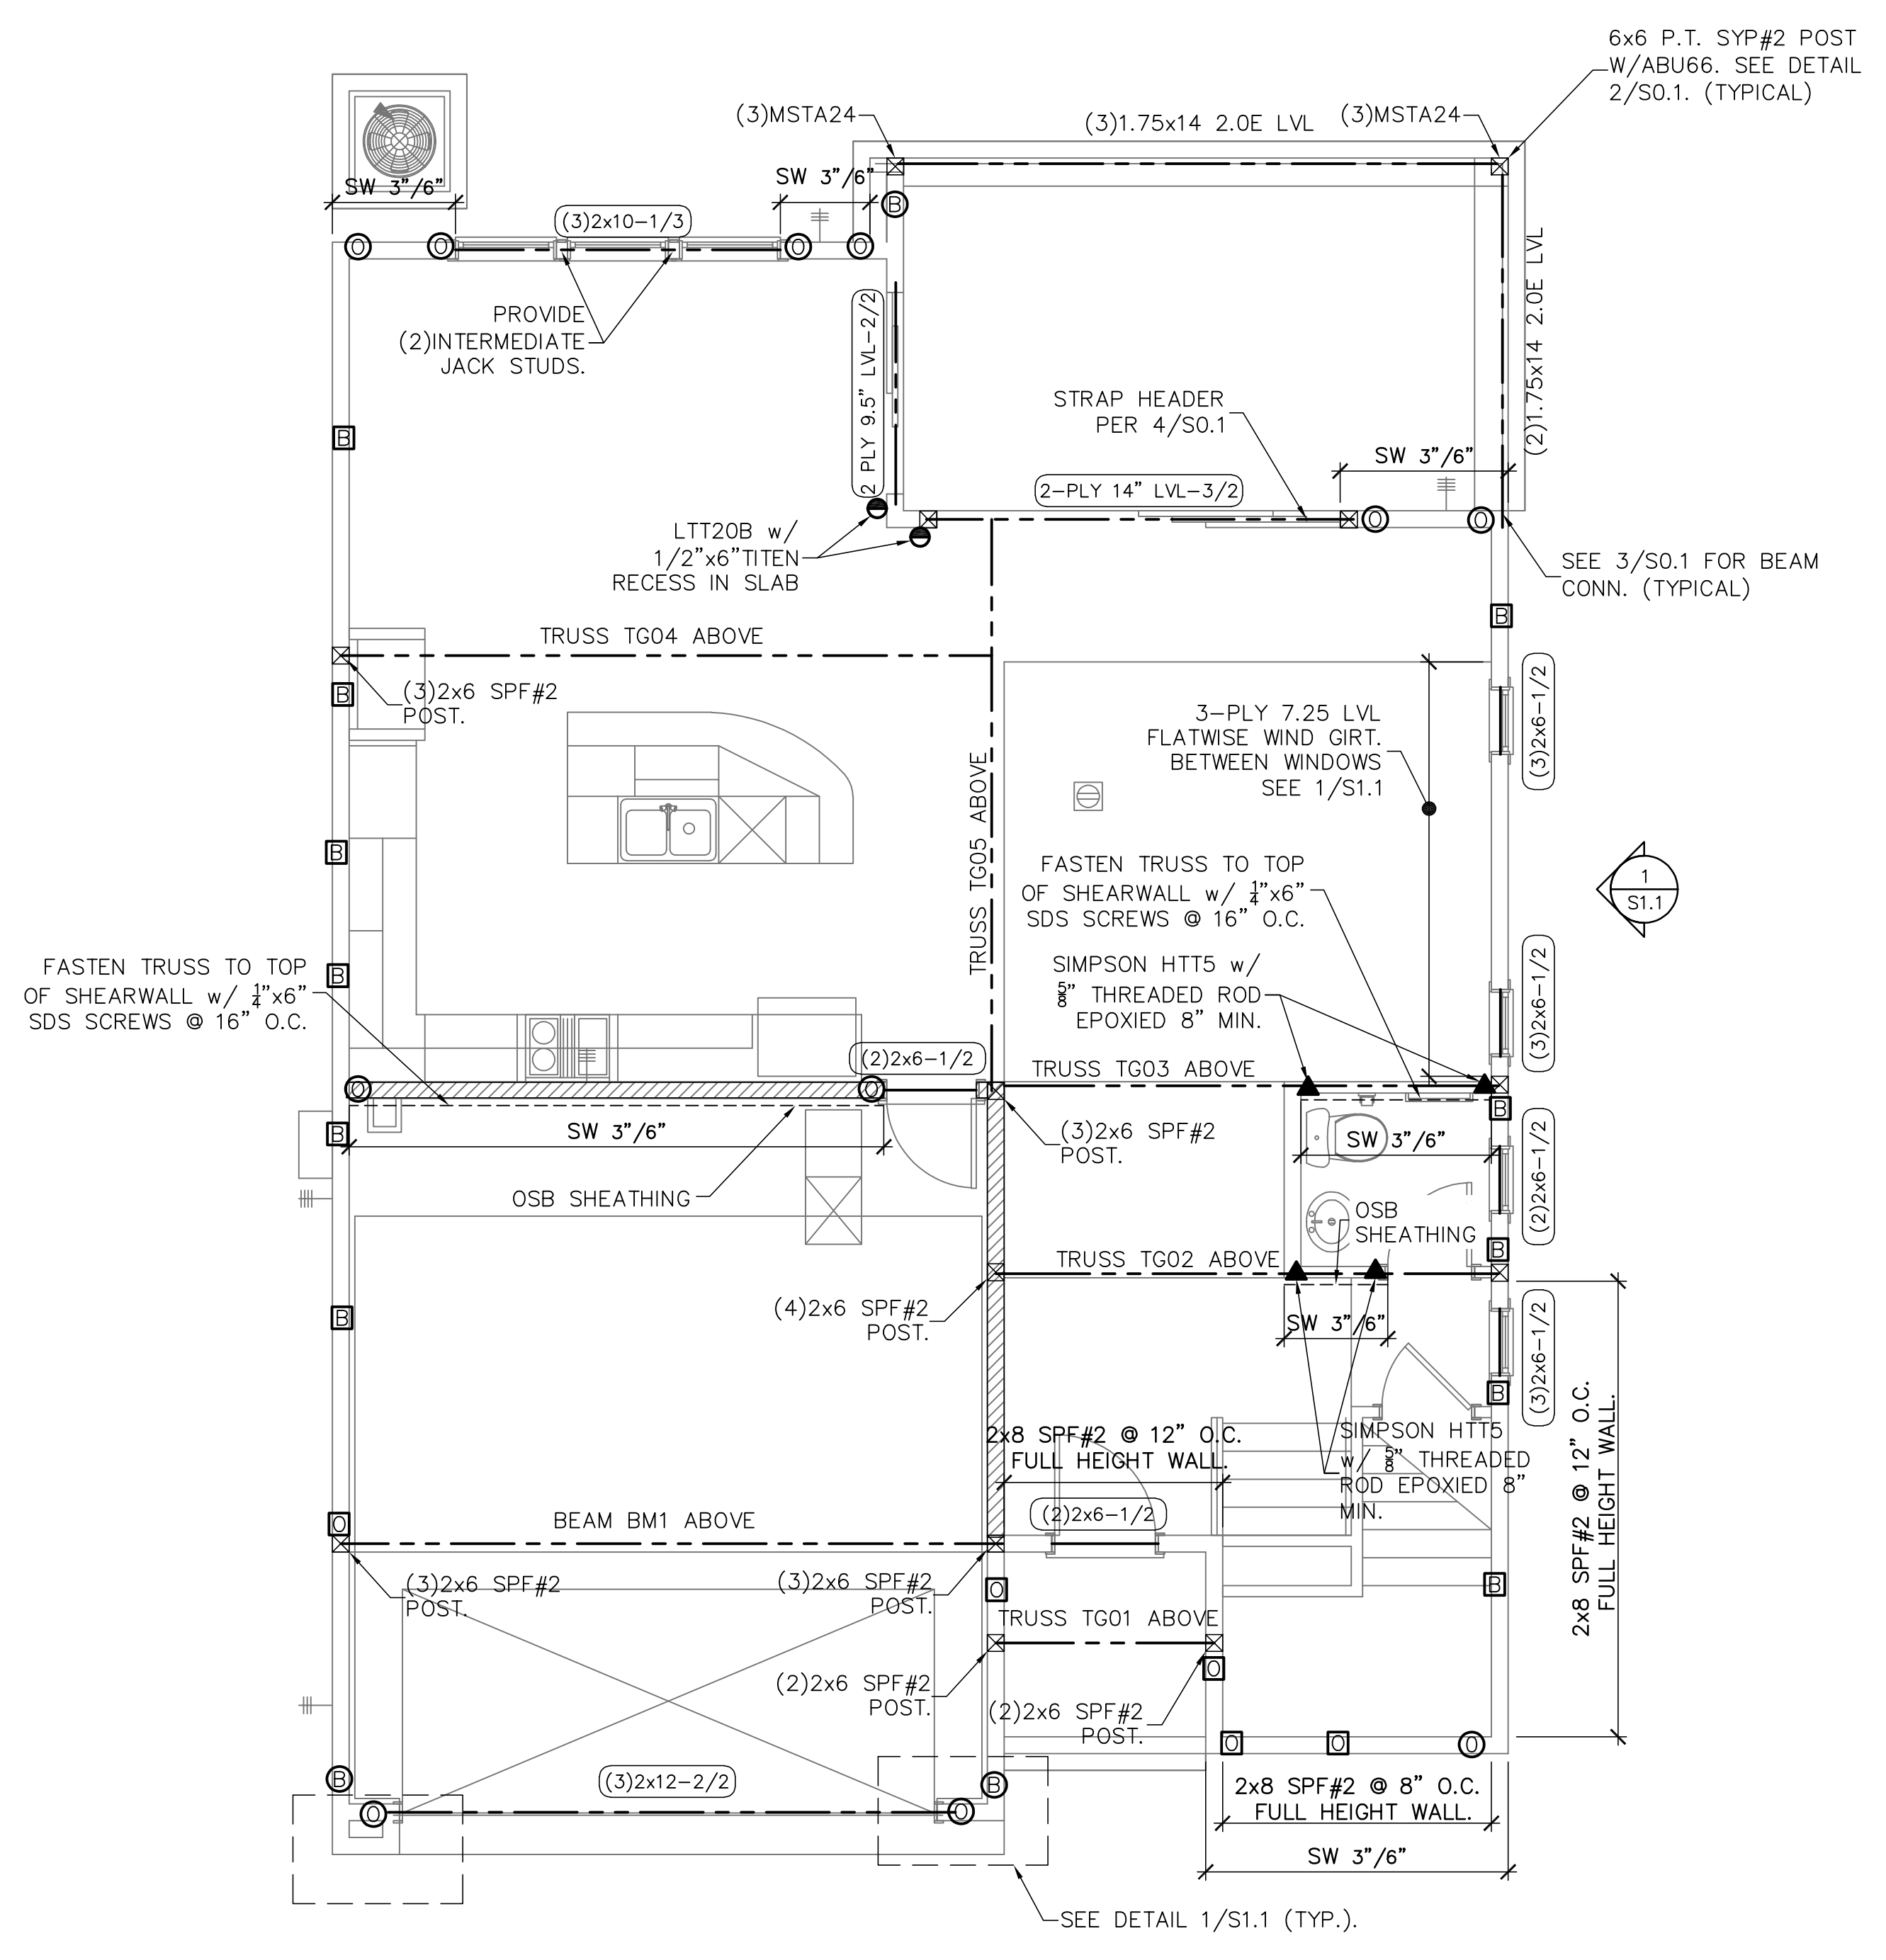 6x6 P.T. SYP#2 POST
W/ABU66. SEE DETAIL
2/S0.1. (TYPICAL)
(3)MSTA24
(3)1.75x14 2.0E LVL
(3)MSTA24
SW 3"/6"
SW 3"/6"
B
(3)2x10-1/3
O
O
O
O
(2)1.75x14 2.0E LVL
PROVIDE
(2)INTERMEDIATE
JACK STUDS.
2 PLY 9.5" LVL-2/2
B
STRAP HEADER
PER 4/S0.1
SW 3"/6"
2-PLY 14" LVL-3/2
O
O
LTT20B w/
1/2"x6"TITEN
RECESS IN SLAB
SEE 3/S0.1 FOR BEAM
CONN. (TYPICAL)
B
TRUSS TG04 ABOVE
(3)2x6 SPF#2
POST.
B
(3)2x6-1/2
3-PLY 7.25 LVL
FLATWISE WIND GIRT.
BETWEEN WINDOWS
SEE 1/S1.1
TRUSS TG05 ABOVE
B
FASTEN TRUSS TO TOP
OF SHEARWALL w/ 1/4"x6"
SDS SCREWS @ 16" O.C.
1
S1.1
FASTEN TRUSS TO TOP
OF SHEARWALL w/ 1/4"x6"
SDS SCREWS @ 16" O.C.
B
SIMPSON HTT5 w/
5/8" THREADED ROD
EPOXIED 8" MIN.
(3)2x6-1/2
(2)2x6-1/2
TRUSS TG03 ABOVE
O
O
B
B
SW 3"/6"
(3)2x6 SPF#2
POST.
SW 3"/6"
(2)2x6-1/2
OSB SHEATHING
OSB
SHEATHING
B
TRUSS TG02 ABOVE
(4)2x6 SPF#2
POST.
B
SW 3"/6"
(3)2x6-1/2
B
2x8 SPF#2 @ 12" O.C.
FULL HEIGHT WALL.
SIMPSON HTT5
w/ 5/8" THREADED
ROD EPOXIED 8"
MIN.
2x8 SPF#2 @ 12" O.C.
FULL HEIGHT WALL.
(2)2x6-1/2
O
BEAM BM1 ABOVE
(3)2x6 SPF#2
POST.
(3)2x6 SPF#2
POST.
O
B
TRUSS TG01 ABOVE
O
(2)2x6 SPF#2
POST.
(2)2x6 SPF#2
POST.
O
O
O
B
(3)2x12-2/2
B
O
O
2x8 SPF#2 @ 8" O.C.
FULL HEIGHT WALL.
SW 3"/6"
SEE DETAIL 1/S1.1 (TYP.).